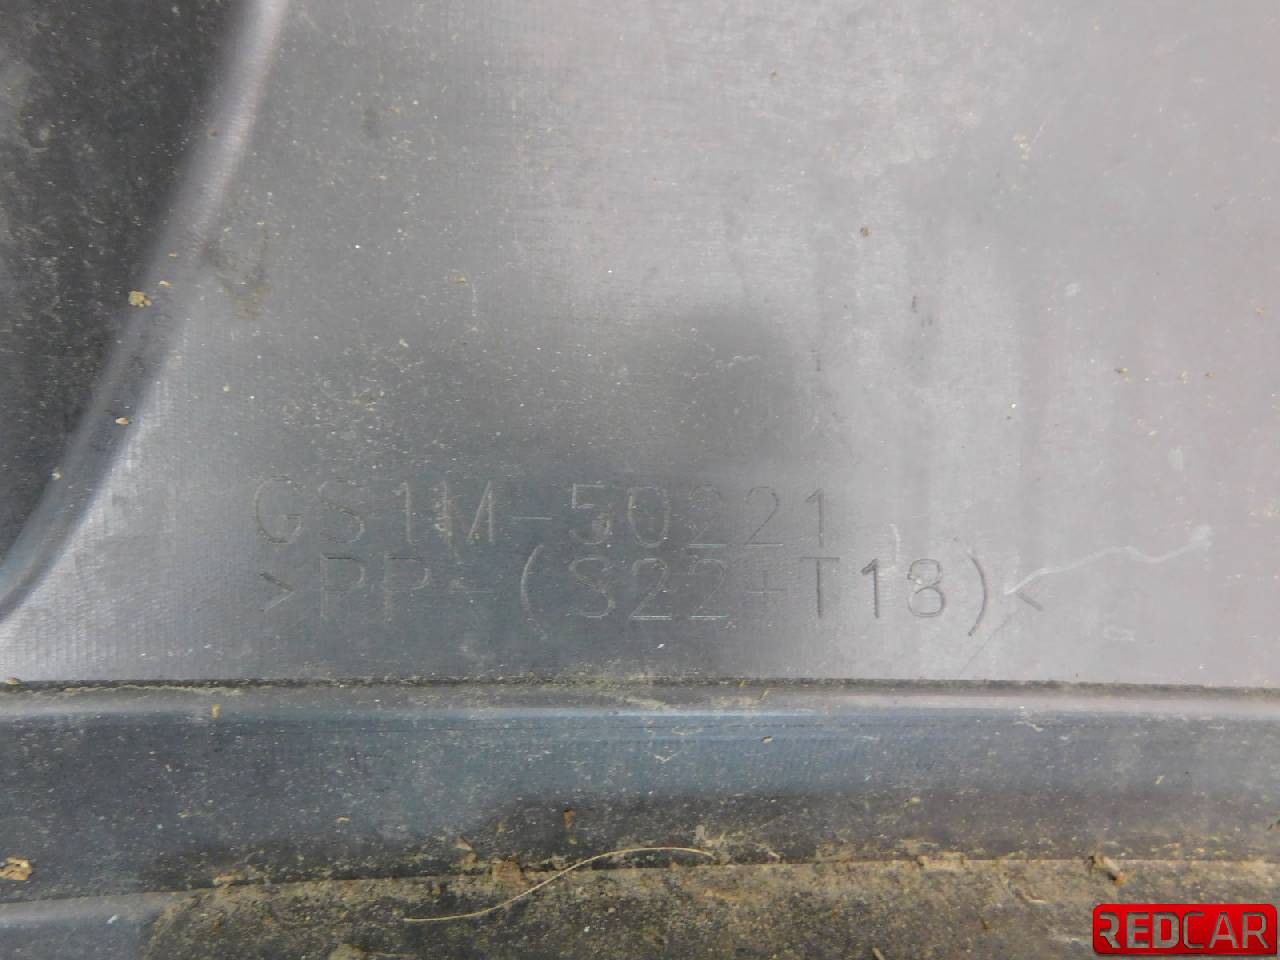 GS1M-50221
>PP-(S22+T18)<
REDCAR